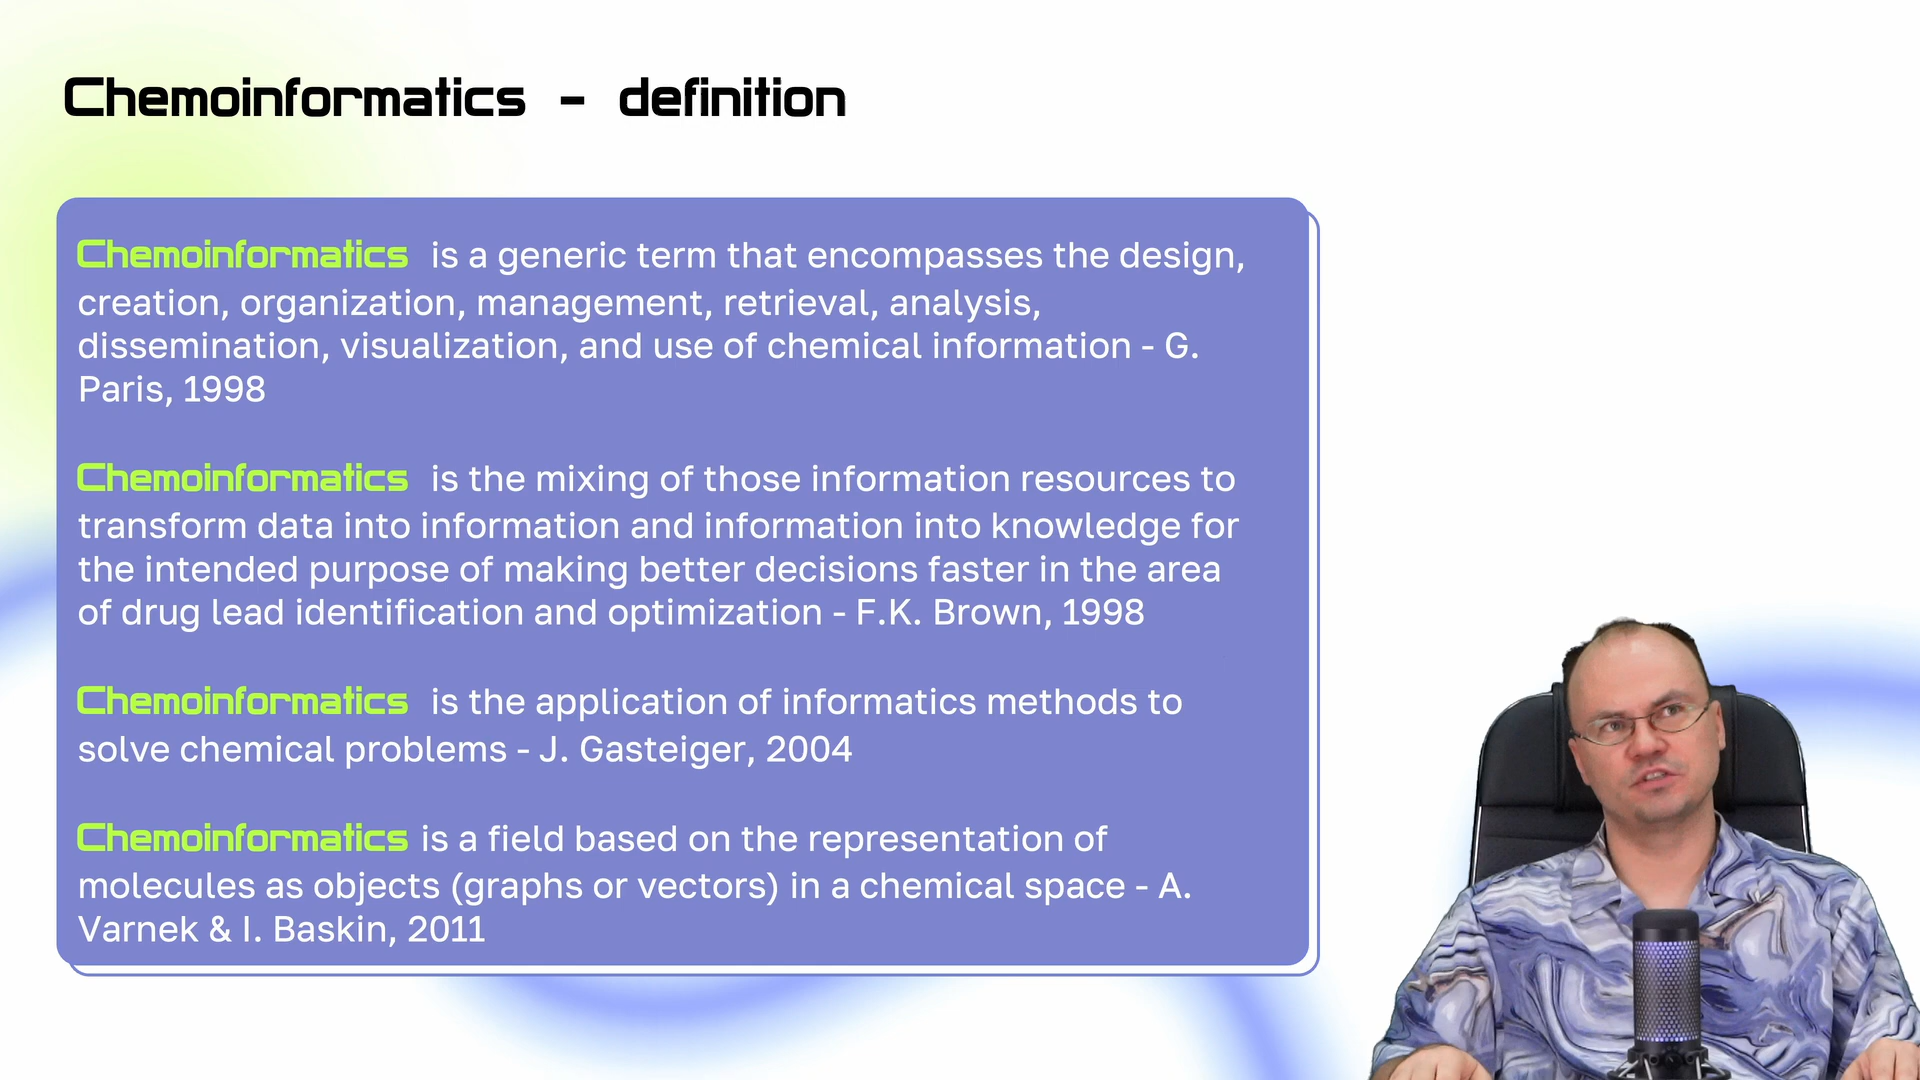 Chemoinformatics - definition
Chemoinformatics is a generic term that encompasses the design,
creation, organization, management, retrieval, analysis,
dissemination, visualization, and use of chemical information - G.
Paris, 1998
Chemoinformatics is the mixing of those information resources to
transform data into information and information into knowledge for
the intended purpose of making better decisions faster in the area
of drug lead identification and optimization - F.K. Brown, 1998
Chemoinformatics is the application of informatics methods to
solve chemical problems - J. Gasteiger, 2004
Chemoinformatics is a field based on the representation of
molecules as objects (graphs or vectors) in a chemical space - A.
Varnek & I. Baskin, 2011